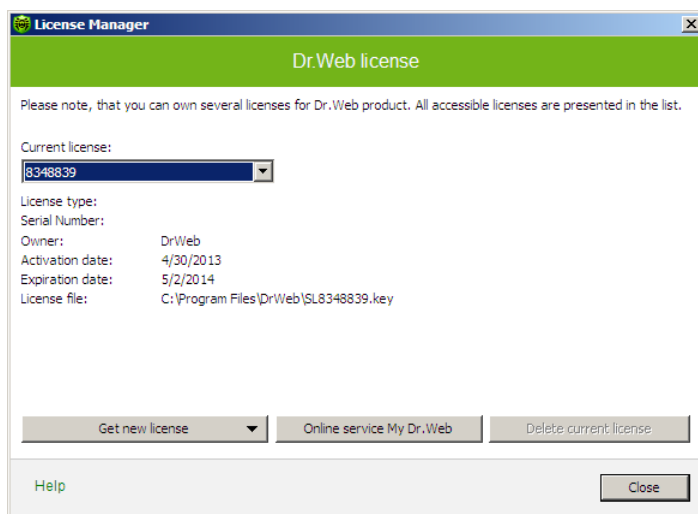 License Manager
Dr.Web license
Please note, that you can own several licenses for Dr.Web product. All accessible licenses are presented in the list.
Current license:
8348839
License type:
Serial Number:
Owner: DrWeb
Activation date: 4/30/2013
Expiration date: 5/2/2014
License file: C:\Program Files\DrWeb\SL8348839.key
Get new license Online service My Dr.Web Delete current license
Help Close